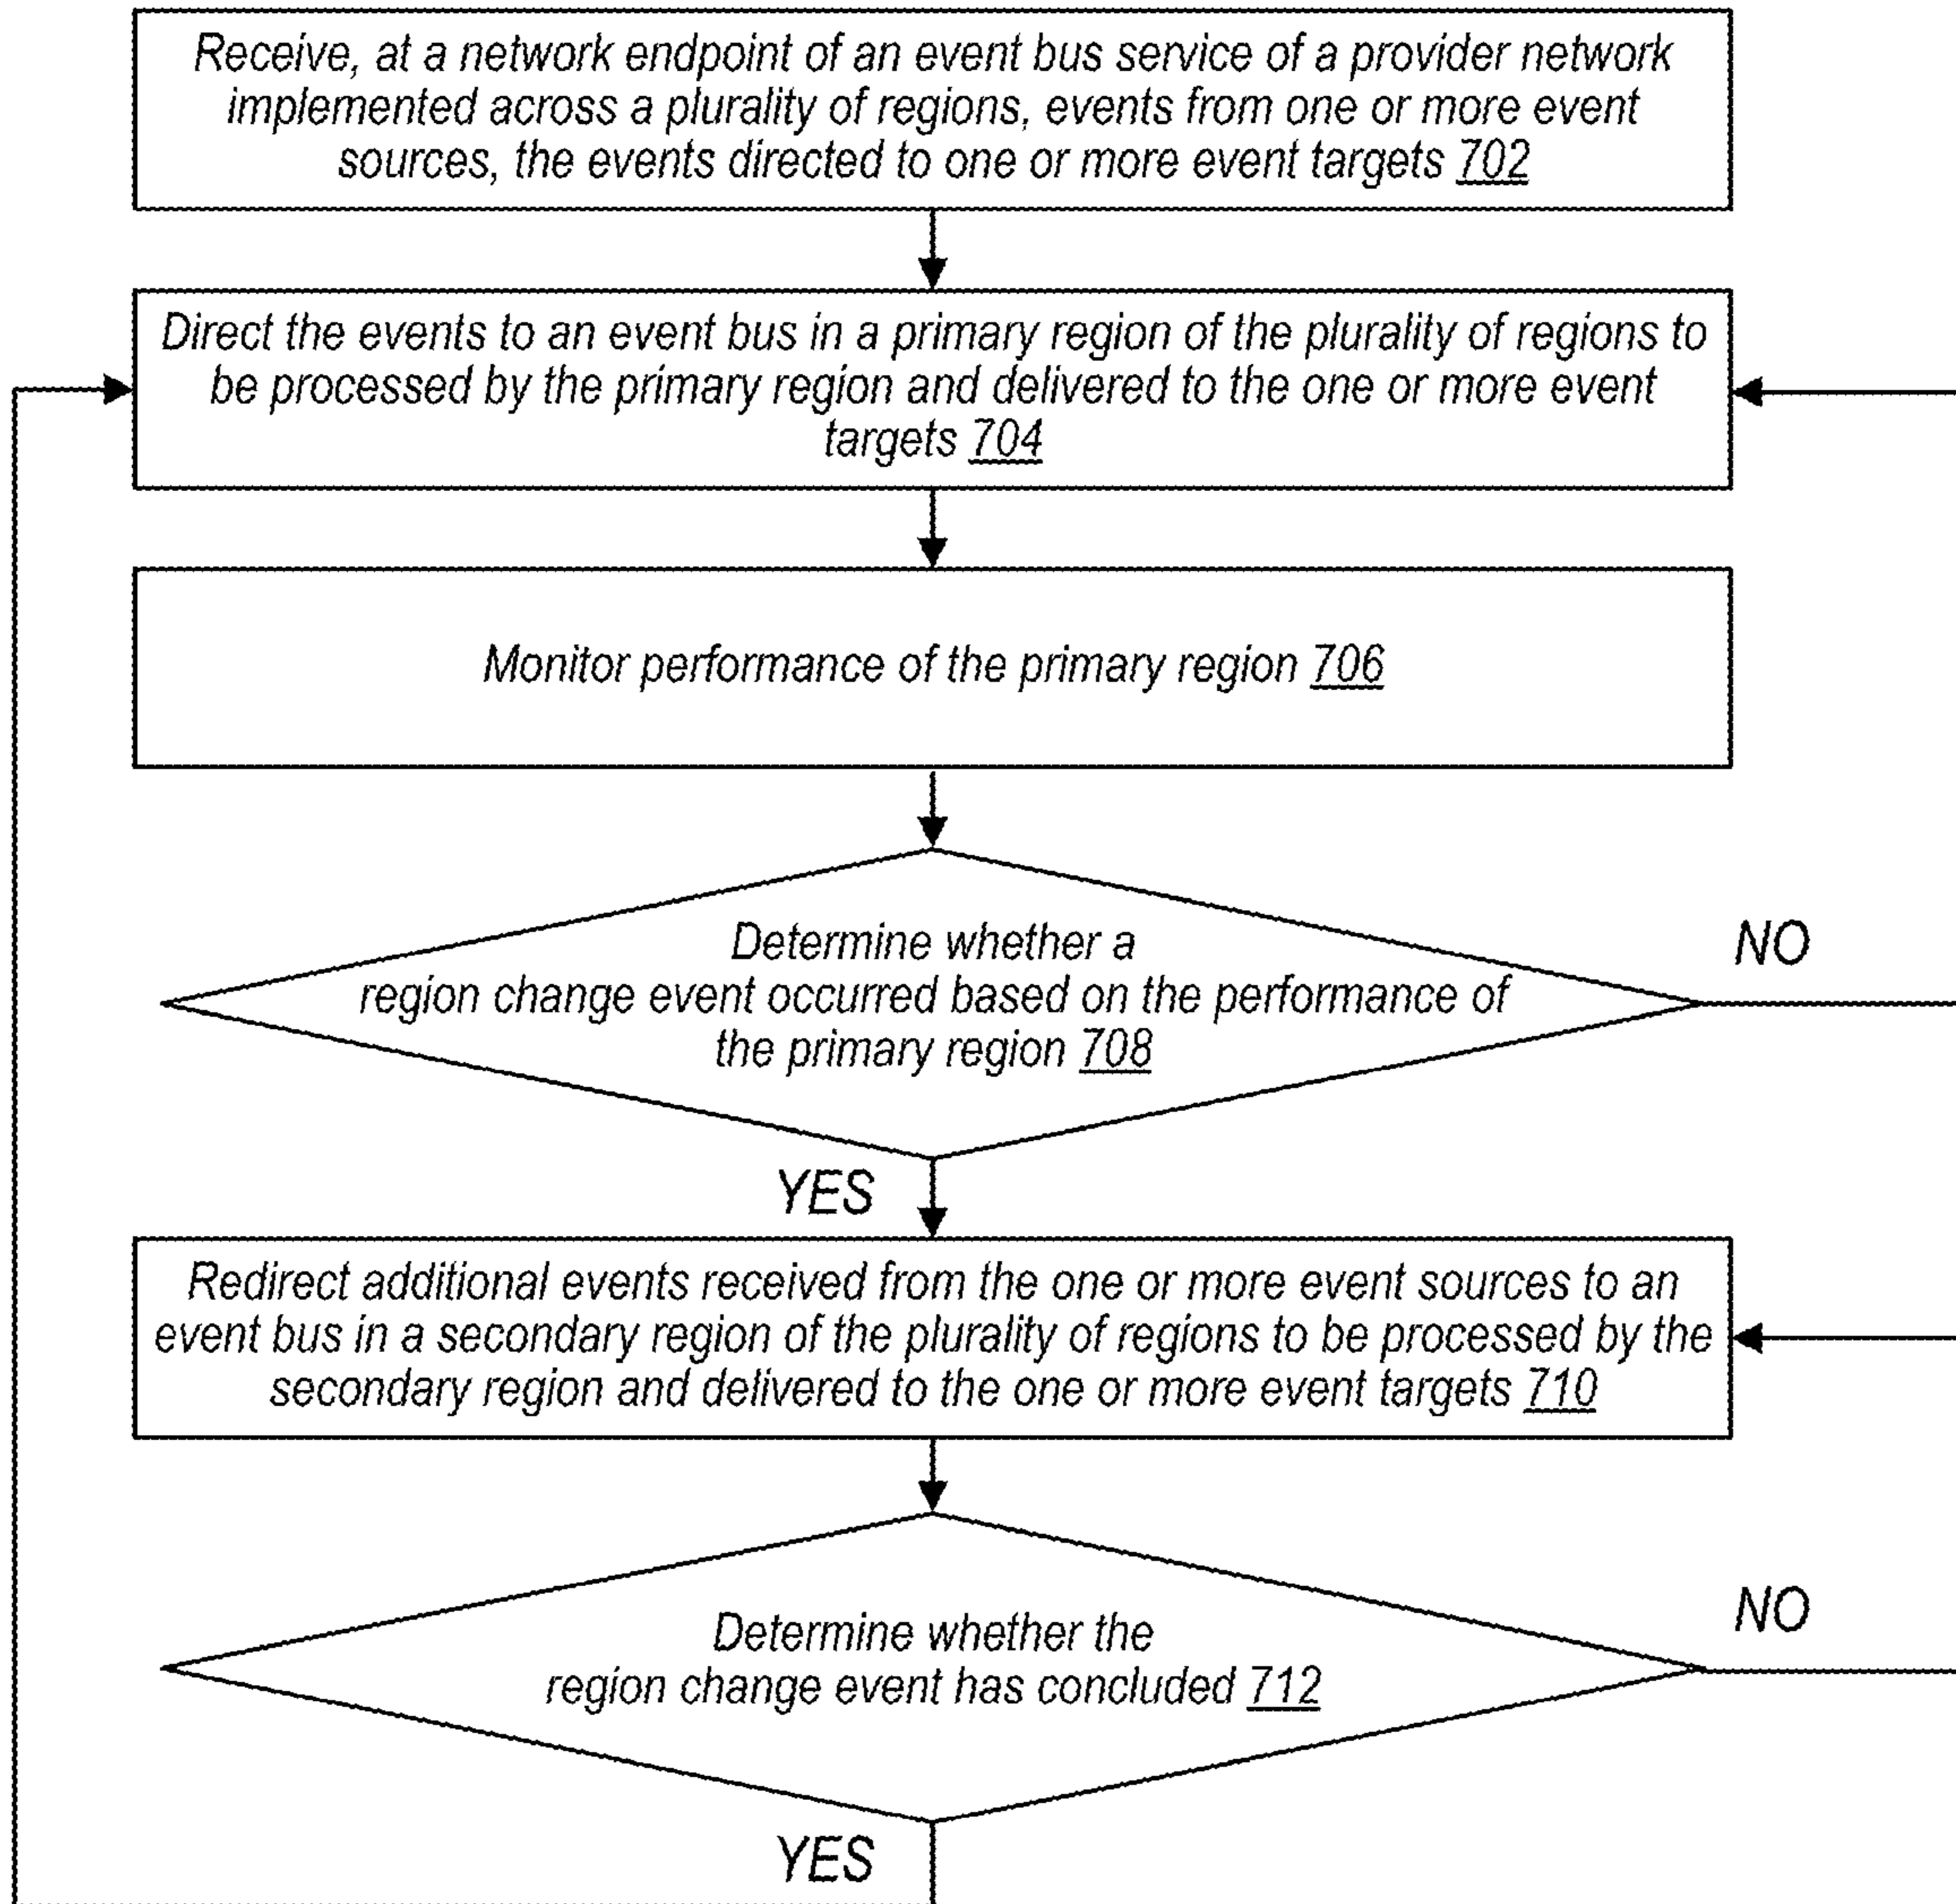 Receive, at a network endpoint of an event bus service of a provider network
implemented across a plurality of regions, events from one or more event
sources, the events directed to one or more event targets 702
Direct the events to an event bus in a primary region of the plurality of regions to
be processed by the primary region and delivered to the one or more event
targets 704
Monitor performance of the primary region 706
Determine whether a
region change event occurred based on the performance of
the primary region 708
NO
YES
Redirect additional events received from the one or more event sources to an
event bus in a secondary region of the plurality of regions to be processed by the
secondary region and delivered to the one or more event targets 710
Determine whether the
region change event has concluded 712
NO
YES